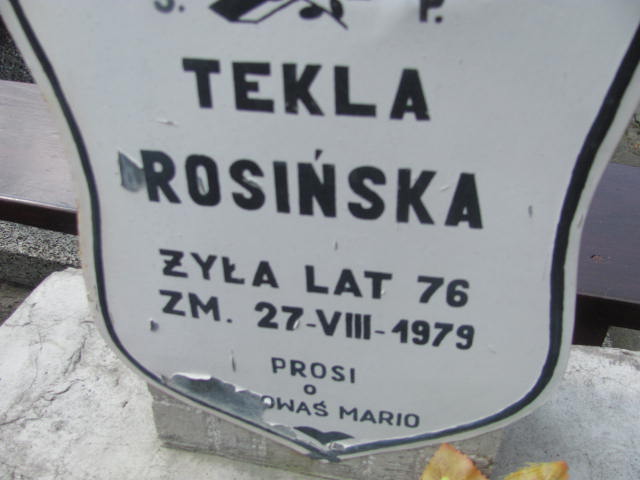 Ś. P.
TEKLA
ROSIŃSKA
ŻYŁA LAT 76
ZM. 27-VIII-1979
PROSI
O
OWAŚ MARIO